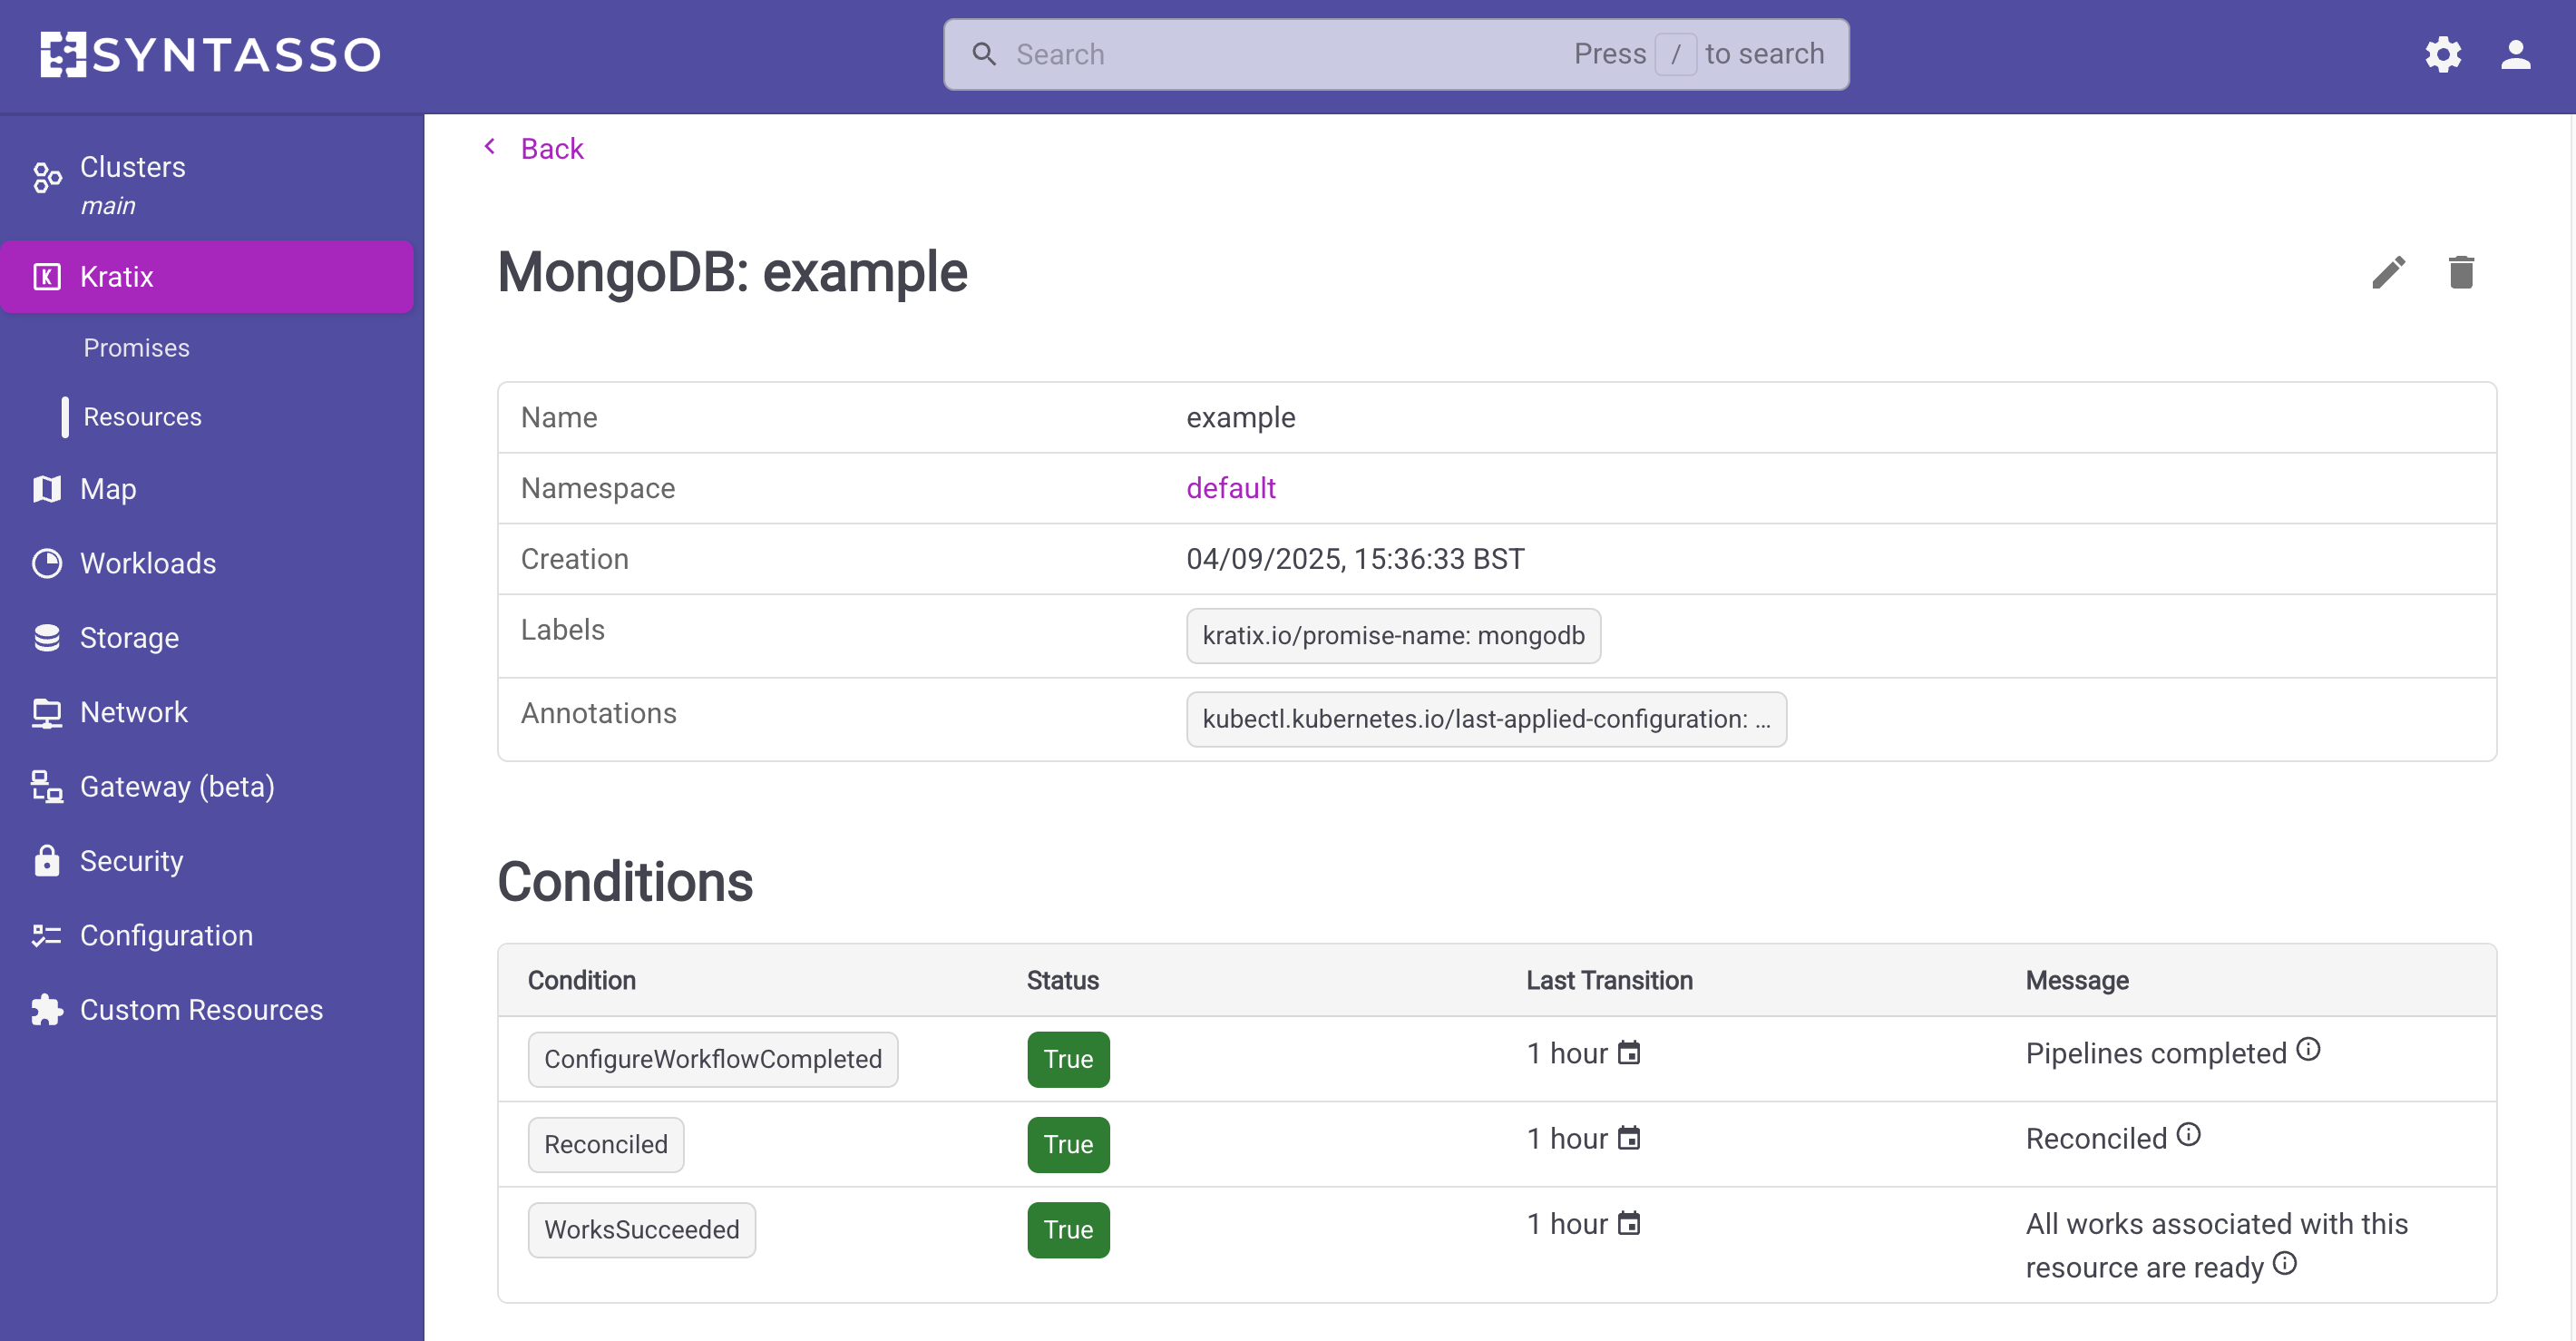 SYNTASSO
Search
Press / to search
Clusters
main
Kratix
Promises
Resources
Map
Workloads
Storage
Network
Gateway (beta)
Security
Configuration
Custom Resources
Back
MongoDB: example
Name example
Namespace default
Creation 04/09/2025, 15:36:33 BST
Labels kratix.io/promise-name: mongodb
Annotations kubectl.kubernetes.io/last-applied-configuration: ...
Conditions
Condition Status Last Transition Message
ConfigureWorkflowCompleted True 1 hour Pipelines completed
Reconciled True 1 hour Reconciled
WorksSucceeded True 1 hour All works associated with this
resource are ready